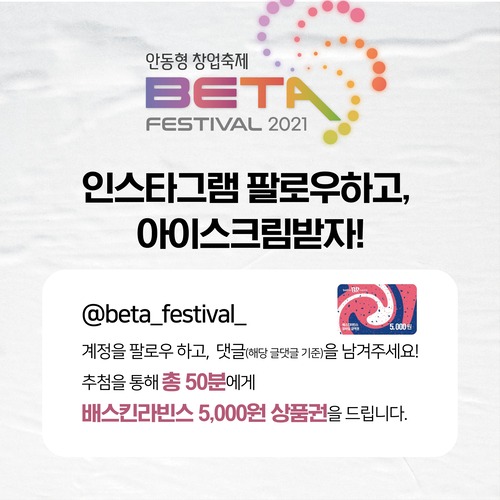 안동형 창업축제
BETA
FESTIVAL 2021
인스타그램 팔로우하고,
아이스크림받자!
@beta_festival_
5,000원
계정을 팔로우 하고, 댓글(해당 글댓글 기준)을 남겨주세요!
추첨을 통해 총 50분에게
배스킨라빈스 5,000원 상품권을 드립니다.